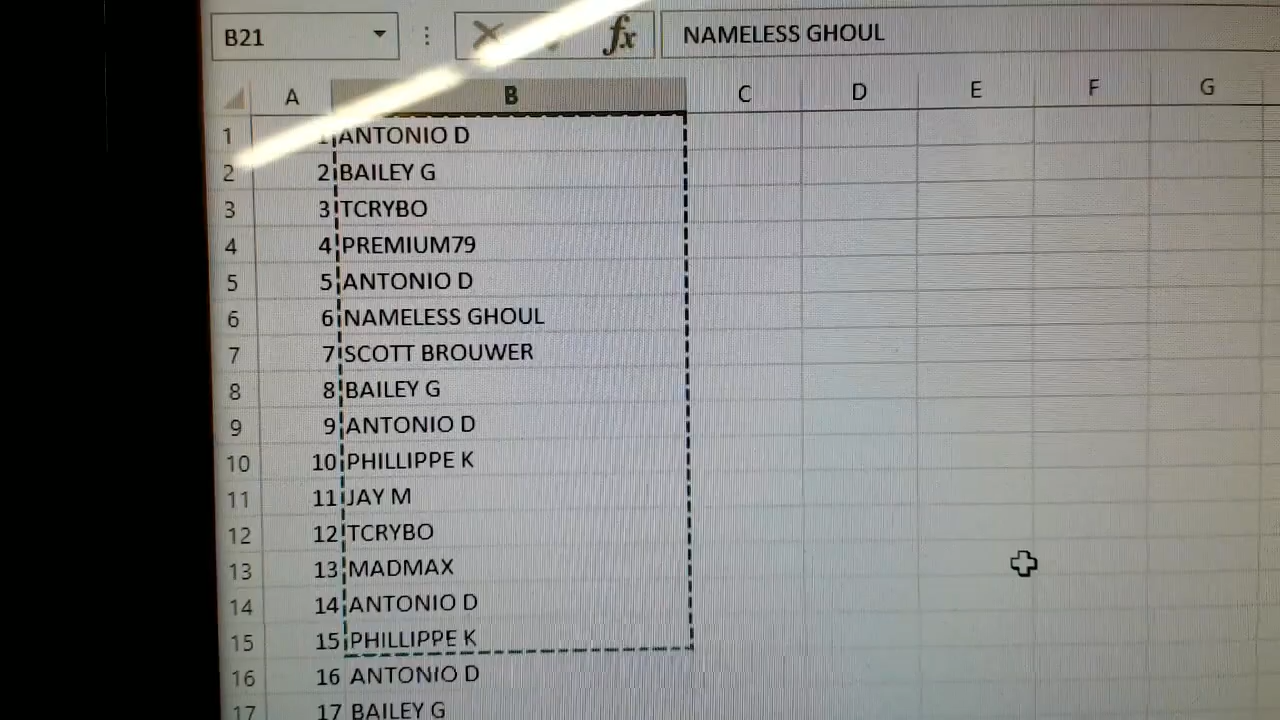 B21 fx NAMELESS GHOUL
A B C D E F G
1 1 ANTONIO D
2 2 BAILEY G
3 3 TCRYBO
4 4 PREMIUM79
5 5 ANTONIO D
6 6 NAMELESS GHOUL
7 7 SCOTT BROUWER
8 8 BAILEY G
9 9 ANTONIO D
10 10 PHILLIPPE K
11 11 JAY M
12 12 TCRYBO
13 13 MADMAX
14 14 ANTONIO D
15 15 PHILLIPPE K
16 16 ANTONIO D
17 17 BAILEY G